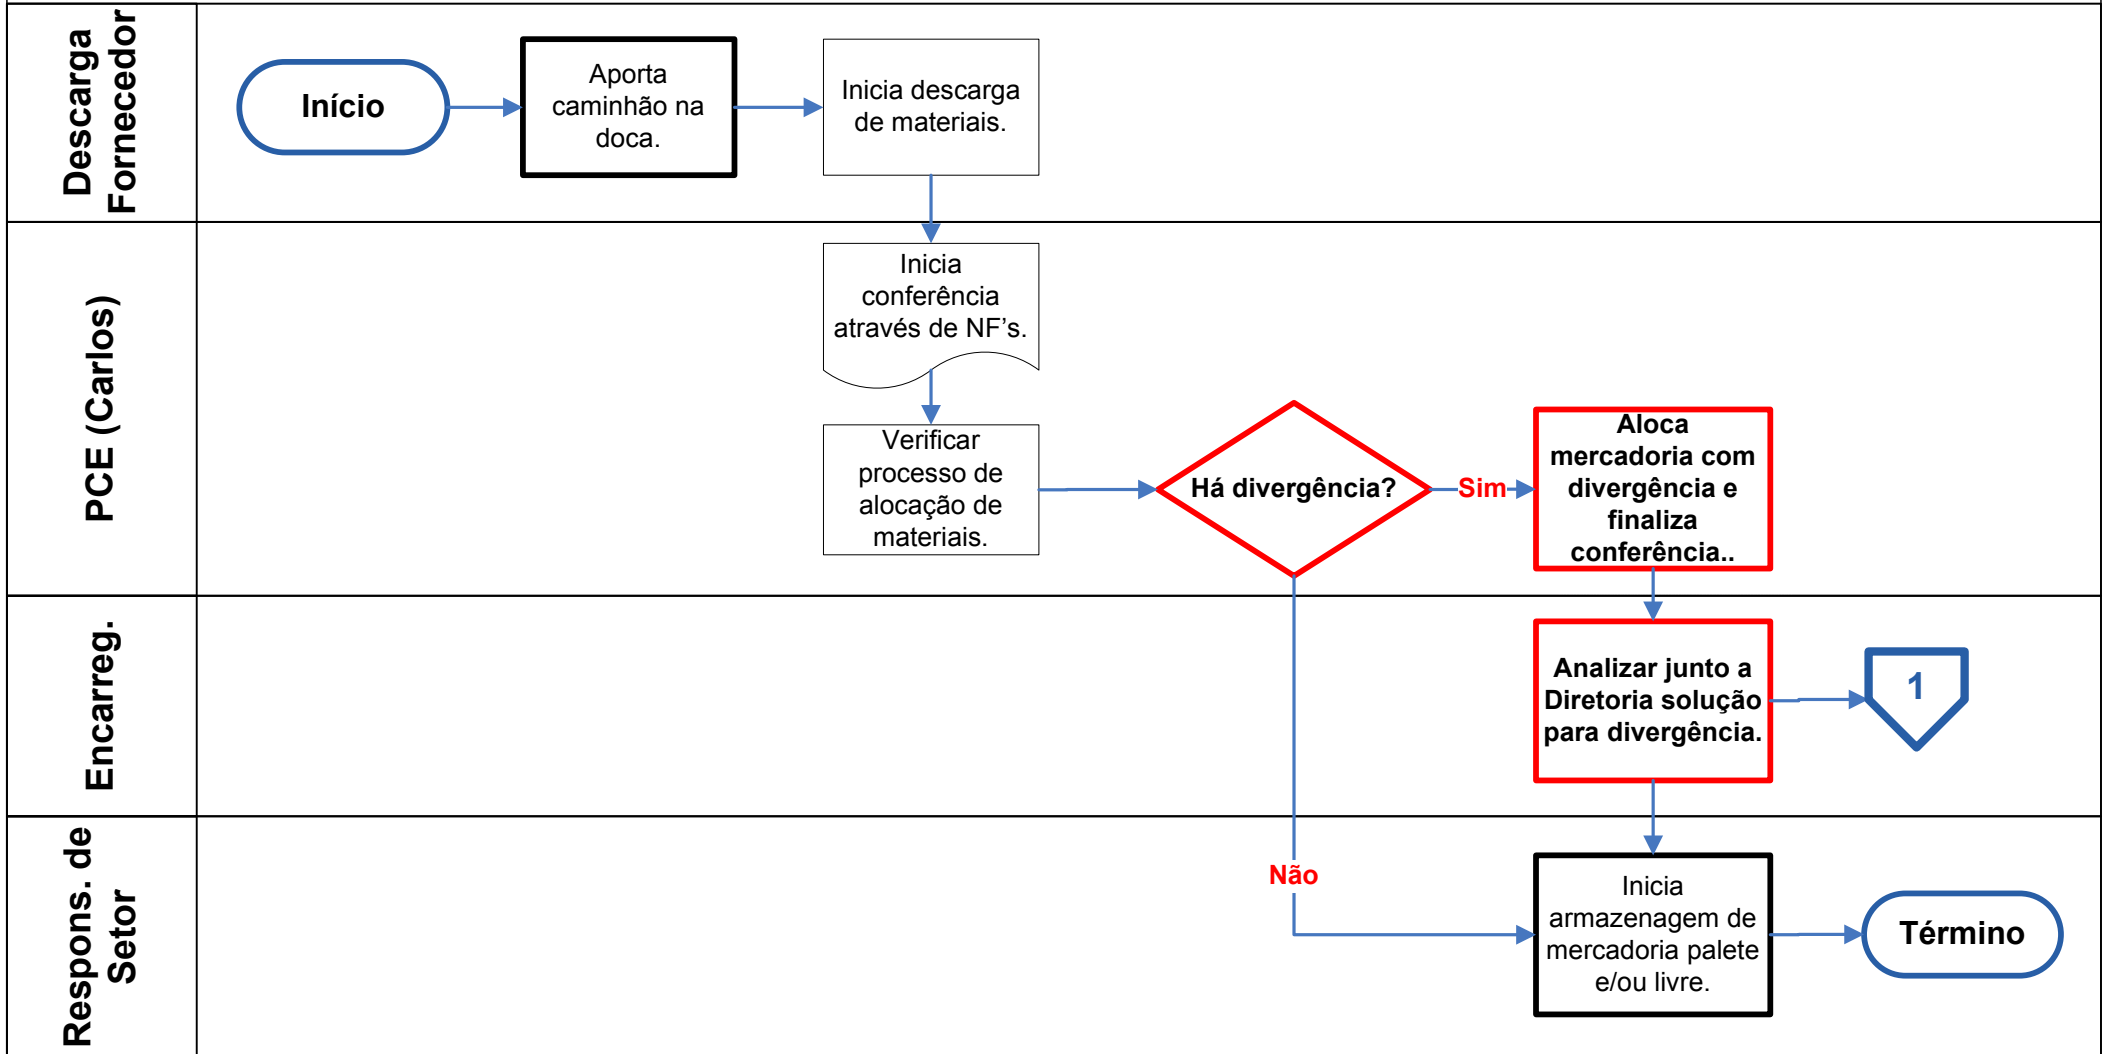 Descarga
Fornecedor
Início
Aporta
caminhão na
doca.
Inicia descarga
de materiais.
PCE (Carlos)
Inicia
conferência
através de NF’s.
Verificar
processo de
alocação de
materiais.
Há divergência?
Sim
Aloca
mercadoria com
divergência e
finaliza
conferência..
Encarreg.
Analizar junto a
Diretoria solução
para divergência.
1
Respons. de
Setor
Não
Inicia
armazenagem de
mercadoria palete
e/ou livre.
Término